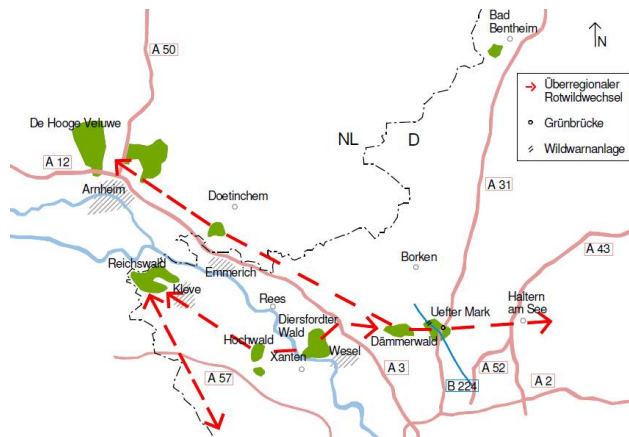 Bad
Bentheim
N
A 50
Überregionaler
Rotwildwechsel
Grünbrücke
Wildwarnanlage
De Hooge Veluwe
NL
D
A 12
Arnheim
Doetinchem
A 31
A 43
Borken
Reichswald
Emmerich
Kleve
Rees
Uefter Mark
Haltern
am See
Diersfordter
Wald
Hochwald
Xanten
Wesel
Dämmerwald
A 57
A 3
A 52
A 2
B 224